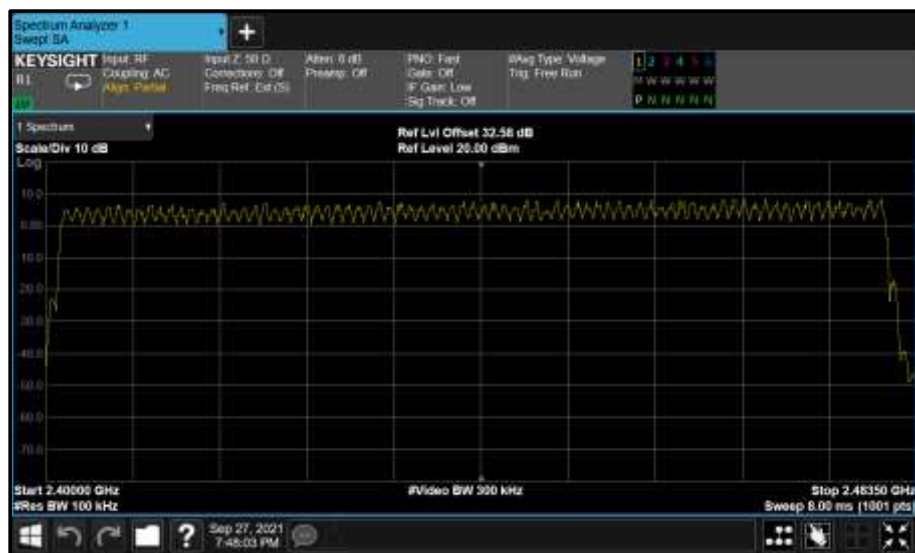 Spectrum Analyzer 1
Swept SA
+
KEYSIGHT
RL
Input: RF
Coupling: AC
Align: Partial
Input Z: 50 Ω
Corrections: Off
Freq Ref: Ext (S)
Atten: 8 dB
Preamp: Off
PNO: Fast
Gate: Off
IF Gain: Low
Sig Track: Off
#Avg Type: Voltage
Trig: Free Run
1 2 3 4 5 6
W W W W W W
P N N N N N
1 Spectrum
Scale/Div 10 dB
Ref Lvl Offset 32.58 dB
Ref Level 20.00 dBm
Log
10.0
0.00
-10.0
-20.0
-30.0
-40.0
-50.0
-60.0
-70.0
Start 2.40000 GHz
#Video BW 300 kHz
Stop 2.48350 GHz
#Res BW 100 kHz
Sweep 8.00 ms (1001 pts)
?
Sep 27, 2021
7:48:03 PM